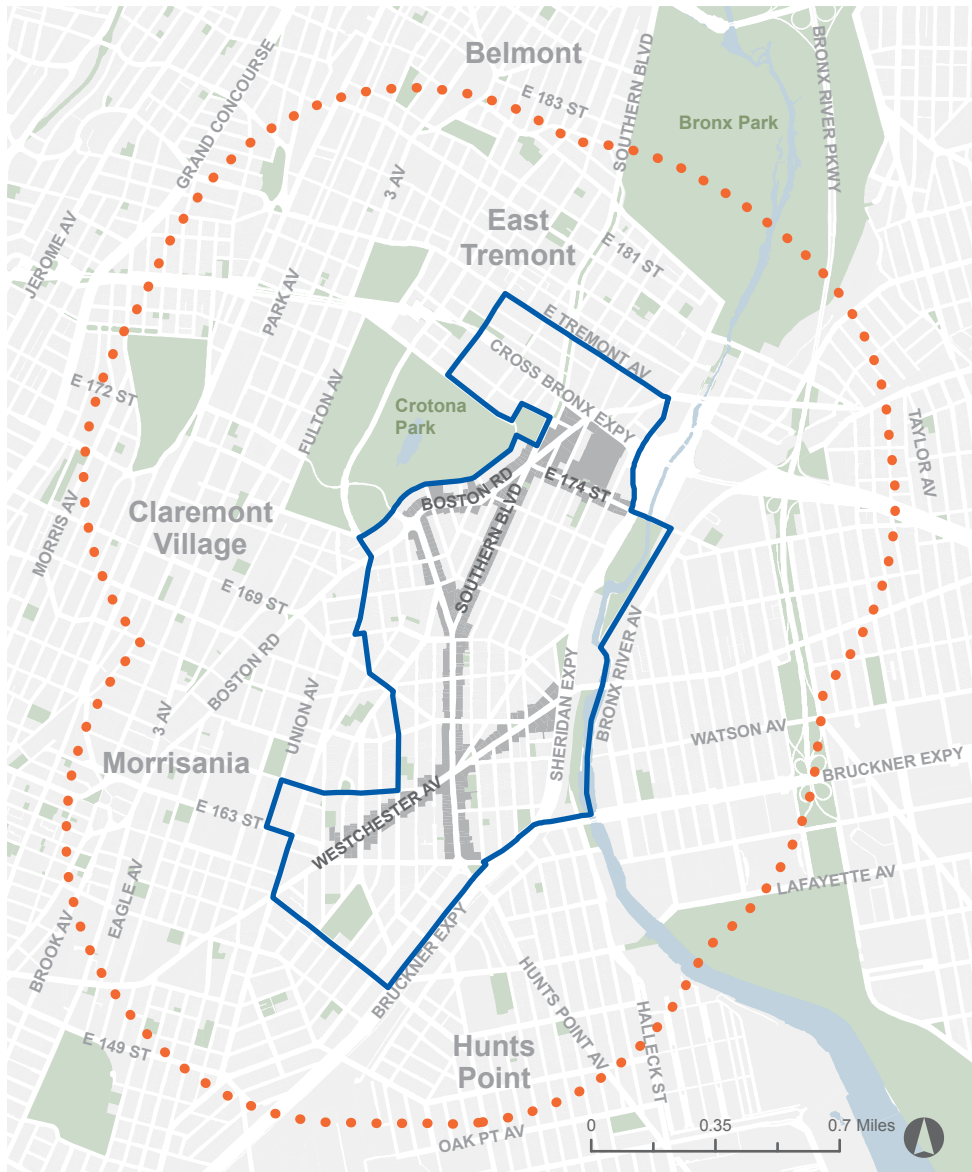 Belmont
E 183 ST
SOUTHERN BLVD
BRONX RIVER PKWY
GRAND CONCOURSE
Bronx Park
3 AV
JEROME AV
East
Tremont
E 181 ST
PARK AV
E TREMONT AV
CROSS BRONX EXPY
E 172 ST
FULTON AV
Crotona
Park
TAYLOR AV
BOSTON RD
E 174 ST
MORRIS AV
Claremont
Village
SOUTHERN BLVD
E 169 ST
BOSTON RD
BRONX RIVER AV
SHERIDAN EXPY
3 AV
UNION AV
WATSON AV
Morrisania
BRUCKNER EXPY
E 163 ST
WESTCHESTER AV
LAFAYETTE AV
EAGLE AV
BROOK AV
BRUCKNER EXPY
HUNTS POINT AV
HALLECK ST
E 149 ST
Hunts
Point
OAK PT AV
0 0.35 0.7 Miles